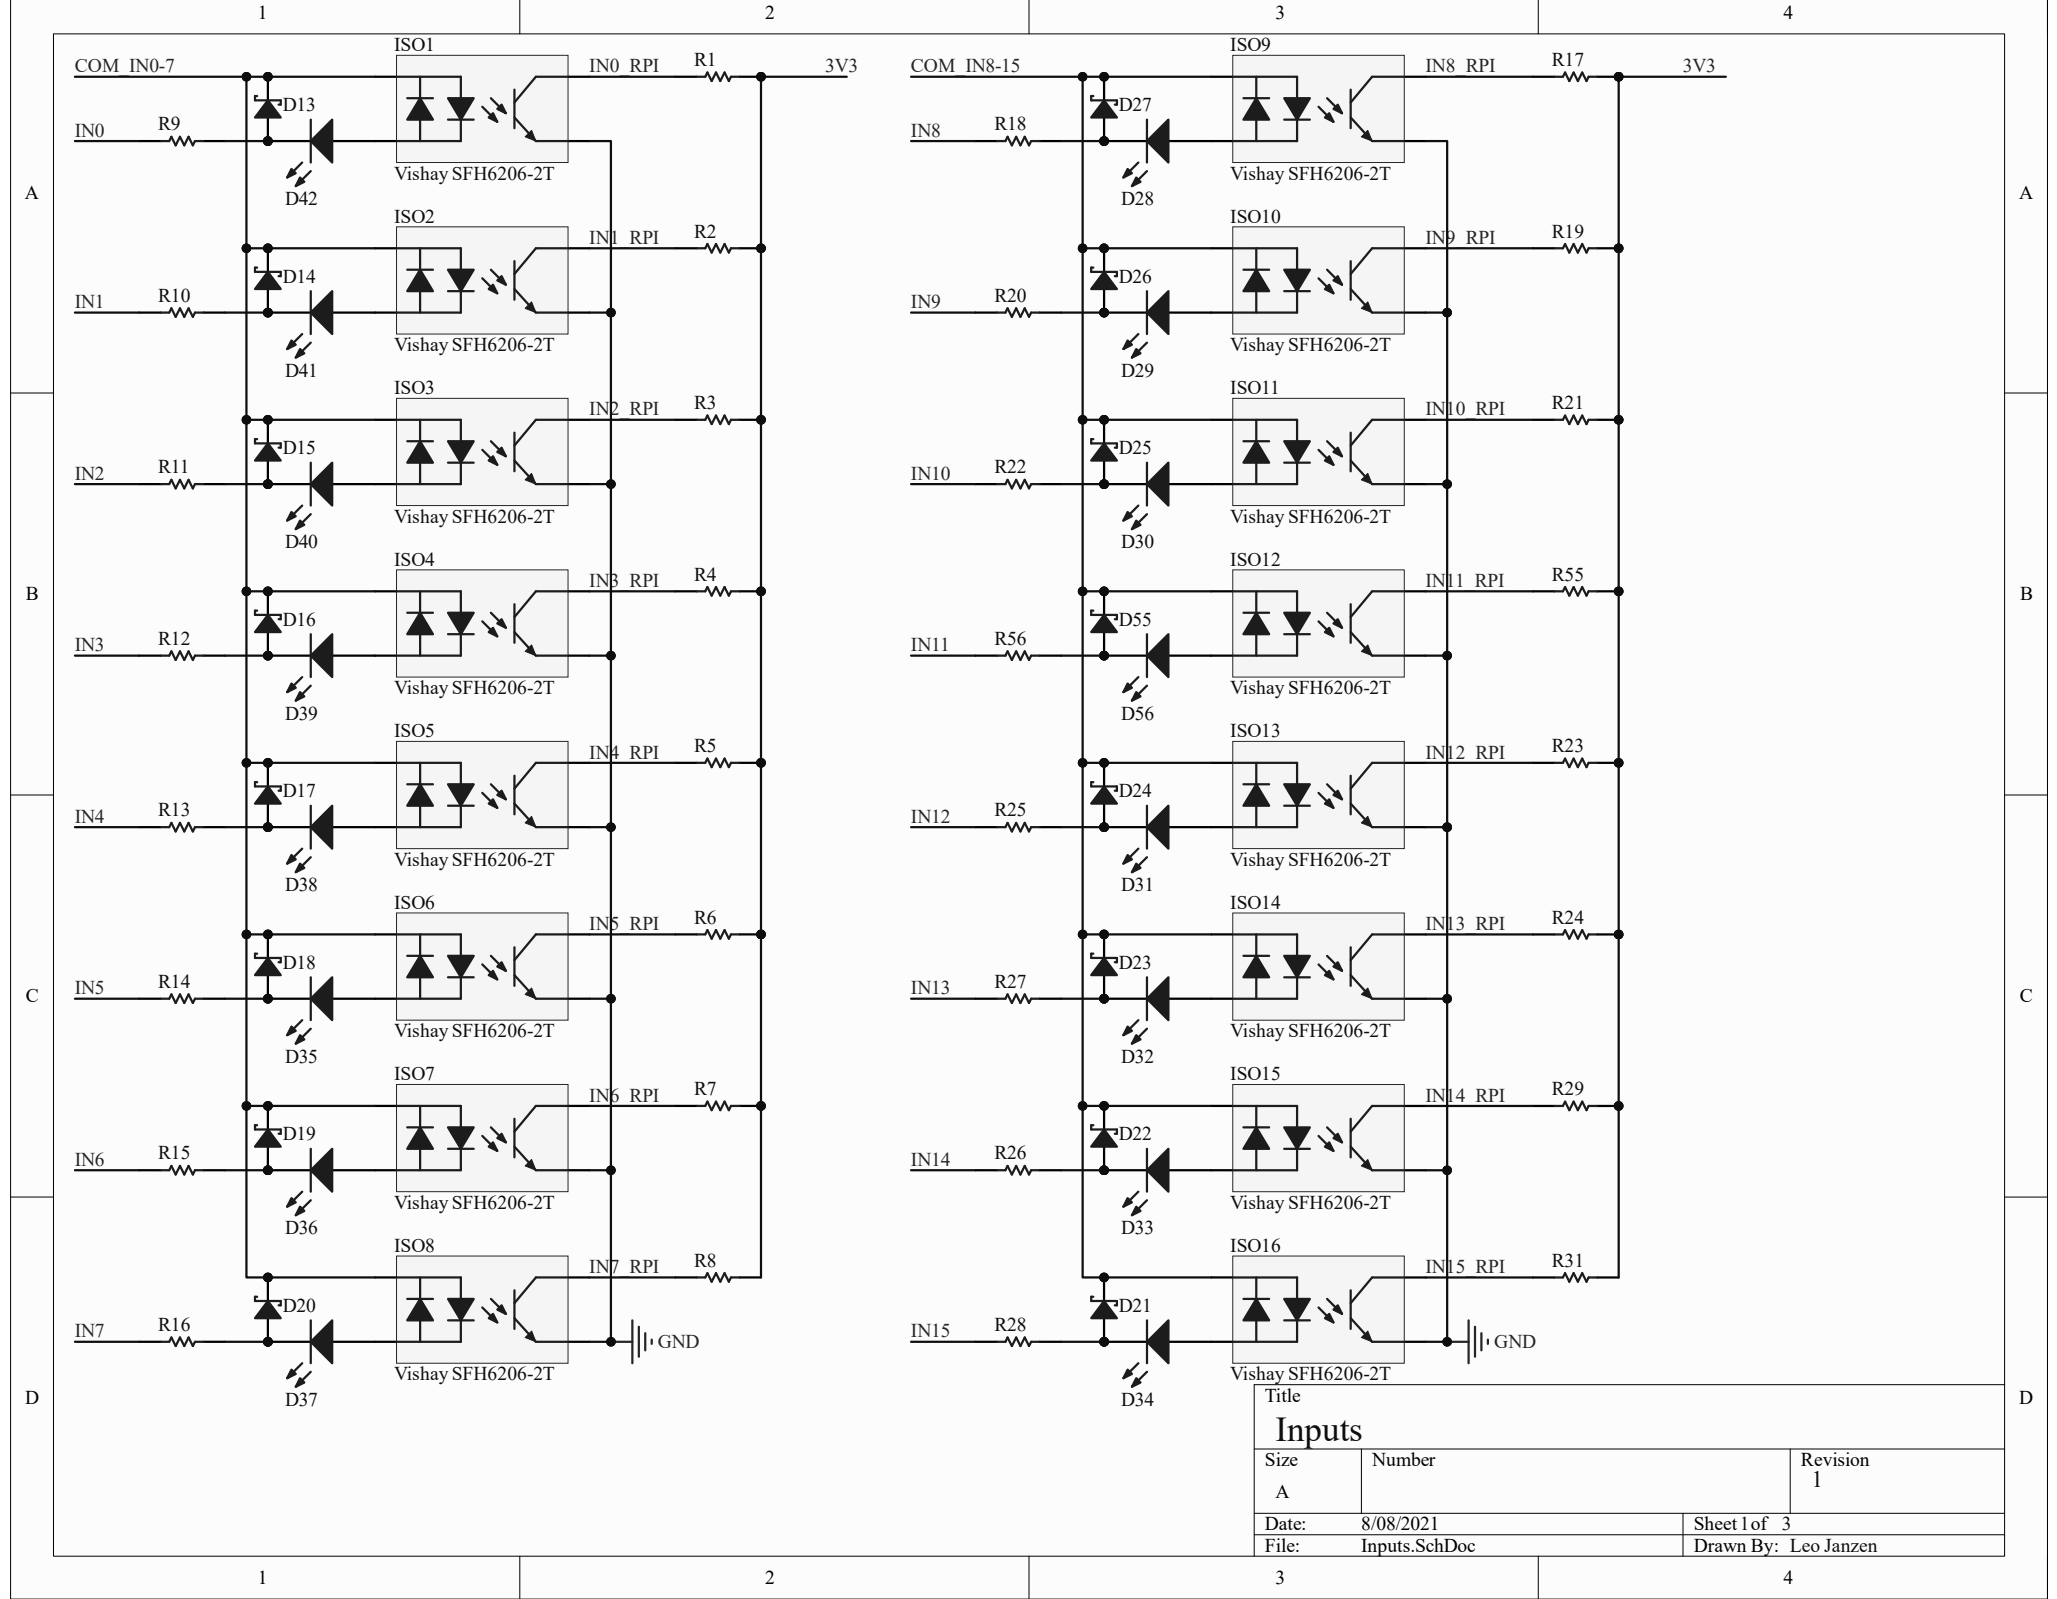 1 2 3 4
ISO1 ISO9
COM_IN0-7 IN0_RPI R1 3V3 COM_IN8-15 IN8_RPI R17 3V3
D13 D27
IN0 R9 IN8 R18
Vishay SFH6206-2T Vishay SFH6206-2T
A A
D42 D28
ISO2 ISO10
IN1_RPI R2 IN9_RPI R19
D14 D26
IN1 R10 IN9 R20
Vishay SFH6206-2T Vishay SFH6206-2T
D41 D29
ISO3 ISO11
IN2_RPI R3 IN10_RPI R21
D15 D25
IN2 R11 IN10 R22
Vishay SFH6206-2T Vishay SFH6206-2T
D40 D30
ISO4 ISO12
IN3_RPI R4 IN11_RPI R55
B B
D16 D55
IN3 R12 IN11 R56
Vishay SFH6206-2T Vishay SFH6206-2T
D39 D56
ISO5 ISO13
IN4_RPI R5 IN12_RPI R23
D17 D24
IN4 R13 IN12 R25
Vishay SFH6206-2T Vishay SFH6206-2T
D38 D31
ISO6 ISO14
IN5_RPI R6 IN13_RPI R24
D18 D23
IN5 R14 IN13 R27
C C
Vishay SFH6206-2T Vishay SFH6206-2T
D35 D32
ISO7 ISO15
IN6_RPI R7 IN14_RPI R29
D19 D22
IN6 R15 IN14 R26
Vishay SFH6206-2T Vishay SFH6206-2T
D36 D33
ISO8 ISO16
IN7_RPI R8 IN15_RPI R31
D20 D21
IN7 R16 GND IN15 R28 GND
Vishay SFH6206-2T Vishay SFH6206-2T
D37 D34
D D
Title
Inputs
Size Number Revision
A 1
Date: 8/08/2021 Sheet 1 of 3
File: Inputs.SchDoc Drawn By: Leo Janzen
1 2 3 4